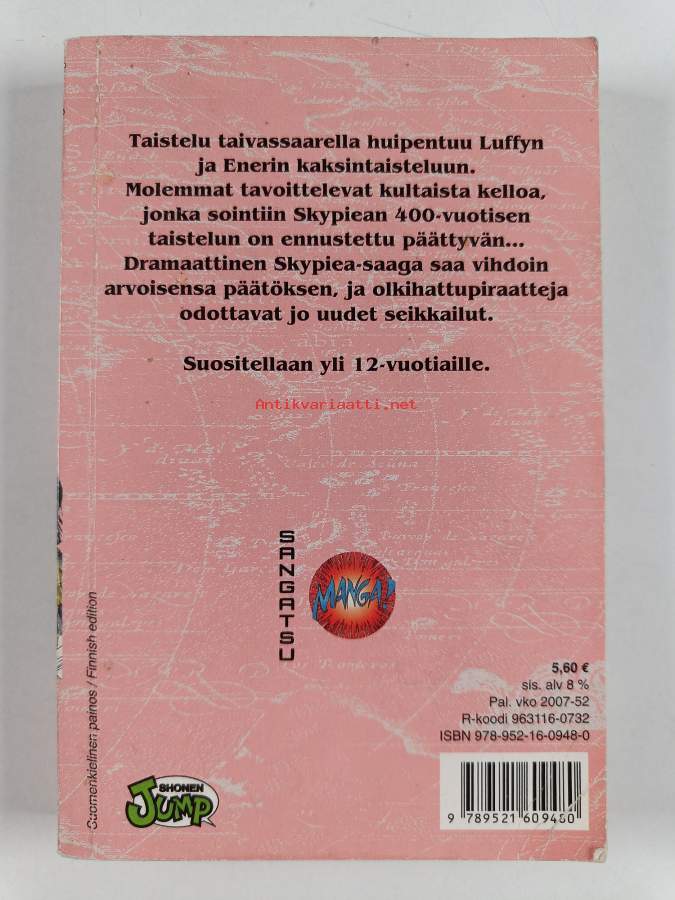 Taistelu taivassaarella huipentuu Luffyn
ja Enerin kaksintaisteluun.
Molemmat tavoittelevat kultaista kelloa,
jonka sointiin Skypiean 400-vuotisen
taistelun on ennustettu päättyvän...
Dramaattinen Skypiea-saaga saa vihdoin
arvoisensa päätöksen, ja olkihattupiraatteja
odottavat jo uudet seikkailut.
Suositellaan yli 12-vuotiaille.
Antikvariaatti.net
SANGATSU
MANGA!
5,60 €
sis. alv 8 %
Pal. vko 2007-52
R-koodi 963116-0732
ISBN 978-952-16-0948-0
9 789521 609480
Suomenkielinen painos / Finnish edition
SHONEN
JUMP